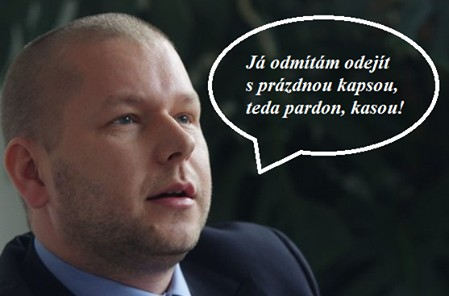 Já odmítám odejít
s prázdnou kapsou,
teda pardon, kasou!